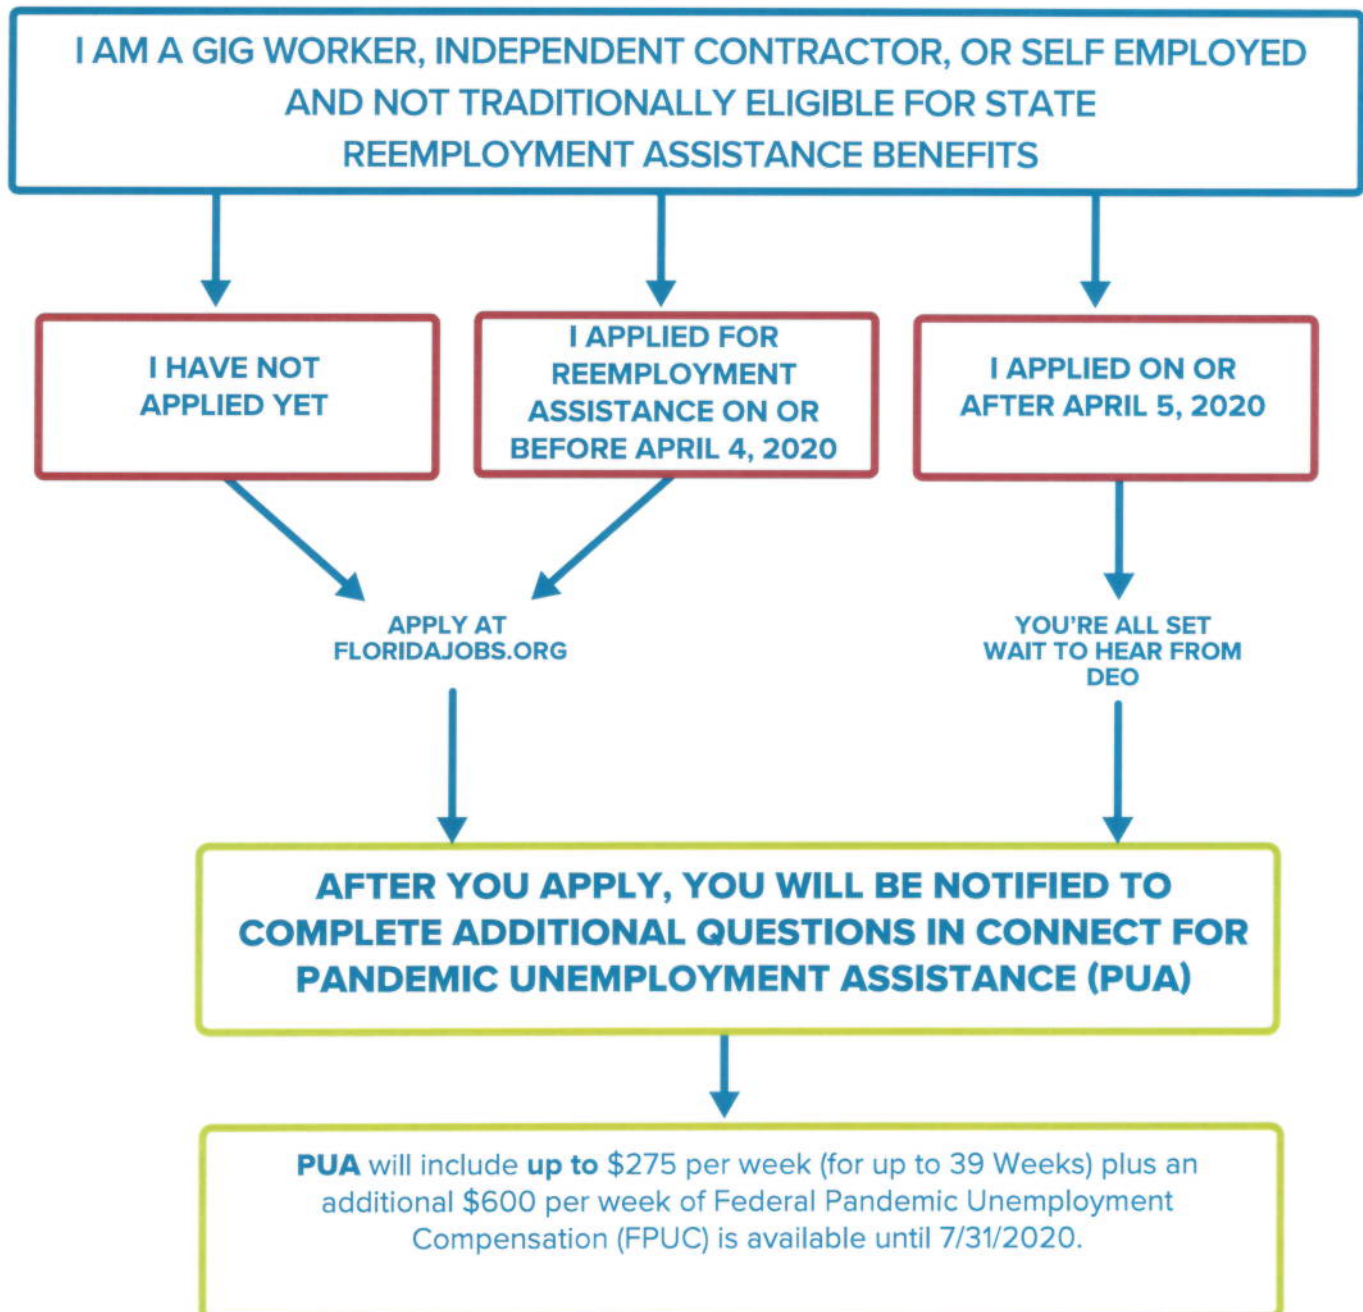 I AM A GIG WORKER, INDEPENDENT CONTRACTOR, OR SELF EMPLOYED
AND NOT TRADITIONALLY ELIGIBLE FOR STATE
REEMPLOYMENT ASSISTANCE BENEFITS
I HAVE NOT
APPLIED YET
I APPLIED FOR
REEMPLOYMENT
ASSISTANCE ON OR
BEFORE APRIL 4, 2020
I APPLIED ON OR
AFTER APRIL 5, 2020
APPLY AT
FLORIDAJOBS.ORG
YOU'RE ALL SET
WAIT TO HEAR FROM
DEO
AFTER YOU APPLY, YOU WILL BE NOTIFIED TO
COMPLETE ADDITIONAL QUESTIONS IN CONNECT FOR
PANDEMIC UNEMPLOYMENT ASSISTANCE (PUA)
PUA will include up to $275 per week (for up to 39 Weeks) plus an
additional $600 per week of Federal Pandemic Unemployment
Compensation (FPUC) is available until 7/31/2020.